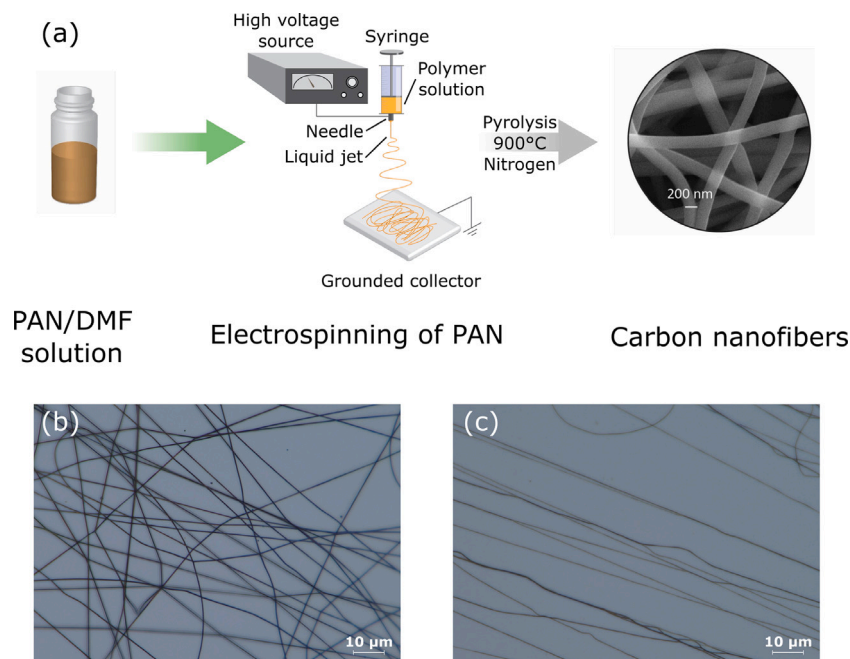 (a)
High voltage
source
Syringe
Polymer
solution
Needle
Liquid jet
Pyrolysis
900°C
Nitrogen
200 nm
Grounded collector
PAN/DMF
solution
Electrospinning of PAN
Carbon nanofibers
(b)
10 µm
(c)
10 µm